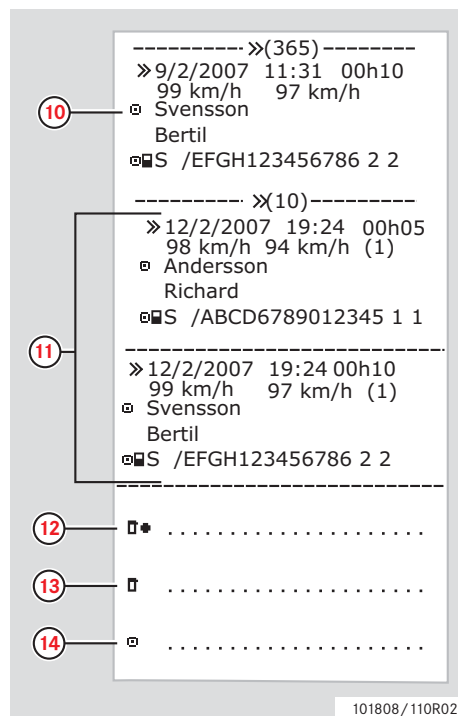 ---------- »(365) --------
»9/2/2007 11:31 00h10
99 km/h 97 km/h
10
Svensson
Bertil
S /EFGH123456786 2 2
---------- »(10)----------
»12/2/2007 19:24 00h05
98 km/h 94 km/h (1)
Andersson
Richard
S /ABCD6789012345 1 1
11
»12/2/2007 19:24 00h10
99 km/h 97 km/h (1)
Svensson
Bertil
S /EFGH123456786 2 2
12 ......................
13 ......................
14 ......................
101808/110R02